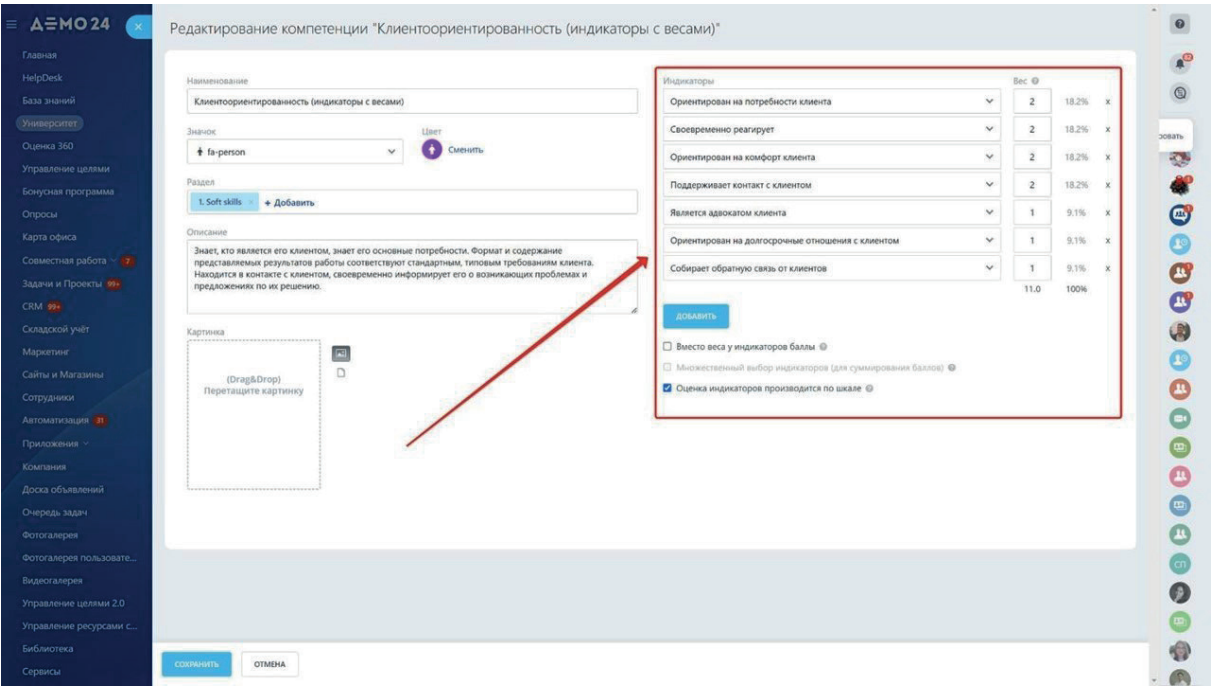 ДЕМО 24
Главная
HelpDesk
База знаний
Университет
Оценка 360
Управление целями
Бонусная программа
Опросы
Карта офиса
Совместная работа 7
Задачи и Проекты 99+
CRM 99+
Складской учёт
Маркетинг
Сайты и Магазины
Сотрудники
Автоматизация 31
Приложения
Компания
Доска объявлений
Очередь задач
Фотогалерея
Фотогалерея пользовате...
Видеогалерея
Управление целями 2.0
Управление ресурсами с...
Библиотека
Сервисы
Редактирование компетенции "Клиентоориентированность (индикаторы с весами)"
Наименование
Клиентоориентированность (индикаторы с весами)
Значок
Цвет
fa-person
Сменить
Раздел
1. Soft skills × + Добавить
Описание
Знает, кто является его клиентом, знает его основные потребности. Формат и содержание
представляемых результатов работы соответствуют стандартным, типовым требованиям клиента.
Находится в контакте с клиентом, своевременно информирует его о возникающих проблемах и
предложениях по их решению.
Картинка
(Drag&Drop)
Перетащите картинку
Индикаторы Вес
Ориентирован на потребности клиента 2 18.2% x
Своевременно реагирует 2 18.2% x
Ориентирован на комфорт клиента 2 18.2% x
Поддерживает контакт с клиентом 2 18.2% x
Является адвокатом клиента 1 9.1% x
Ориентирован на долгосрочные отношения с клиентом 1 9.1% x
Собирает обратную связь от клиентов 1 9.1% x
11.0 100%
ДОБАВИТЬ
Вместо веса у индикаторов баллы
Множественный выбор индикаторов (для суммирования баллов)
Оценка индикаторов производится по шкале
СОХРАНИТЬ ОТМЕНА
ровать
СП